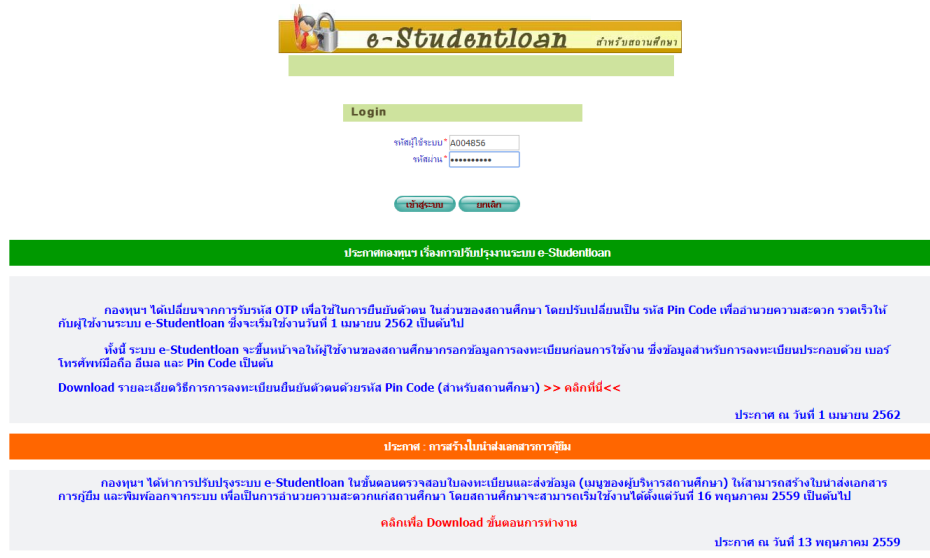 e-Studentloan สำหรับสถานศึกษา
Login
รหัสผู้ใช้ระบบ* A004856
รหัสผ่าน* ••••••••••
เข้าสู่ระบบ ยกเลิก
ประกาศกองทุนฯ เรื่องการปรับปรุงงานระบบ e-Studentloan
กองทุนฯ ได้เปลี่ยนจากการรับรหัส OTP เพื่อใช้ในการยืนยันตัวตน ในส่วนของสถานศึกษา โดยปรับเปลี่ยนเป็น รหัส Pin Code เพื่ออำนวยความสะดวก รวดเร็วให้
กับผู้ใช้งานระบบ e-Studentloan ซึ่งจะเริ่มใช้งานวันที่ 1 เมษายน 2562 เป็นต้นไป
ทั้งนี้ ระบบ e-Studentloan จะขึ้นหน้าจอให้ผู้ใช้งานของสถานศึกษากรอกข้อมูลการลงทะเบียนก่อนการใช้งาน ซึ่งข้อมูลสำหรับการลงทะเบียนประกอบด้วย เบอร์
โทรศัพท์มือถือ อีเมล และ Pin Code เป็นต้น
Download รายละเอียดวิธีการการลงทะเบียนยืนยันตัวตนด้วยรหัส Pin Code (สำหรับสถานศึกษา) >> คลิกที่นี่<<
ประกาศ ณ วันที่ 1 เมษายน 2562
ประกาศ : การสร้างใบนำส่งเอกสารการกู้ยืม
กองทุนฯ ได้ทำการปรับปรุงระบบ e-Studentloan ในขั้นตอนตรวจสอบใบลงทะเบียนและส่งข้อมูล (เมนูของผู้บริหารสถานศึกษา) ให้สามารถสร้างใบนำส่งเอกสาร
การกู้ยืม และพิมพ์ออกจากระบบ เพื่อเป็นการอำนวยความสะดวกแก่สถานศึกษา โดยสถานศึกษาจะสามารถเริ่มใช้งานได้ตั้งแต่วันที่ 16 พฤษภาคม 2559 เป็นต้นไป
คลิกเพื่อ Download ขั้นตอนการทำงาน
ประกาศ ณ วันที่ 13 พฤษภาคม 2559